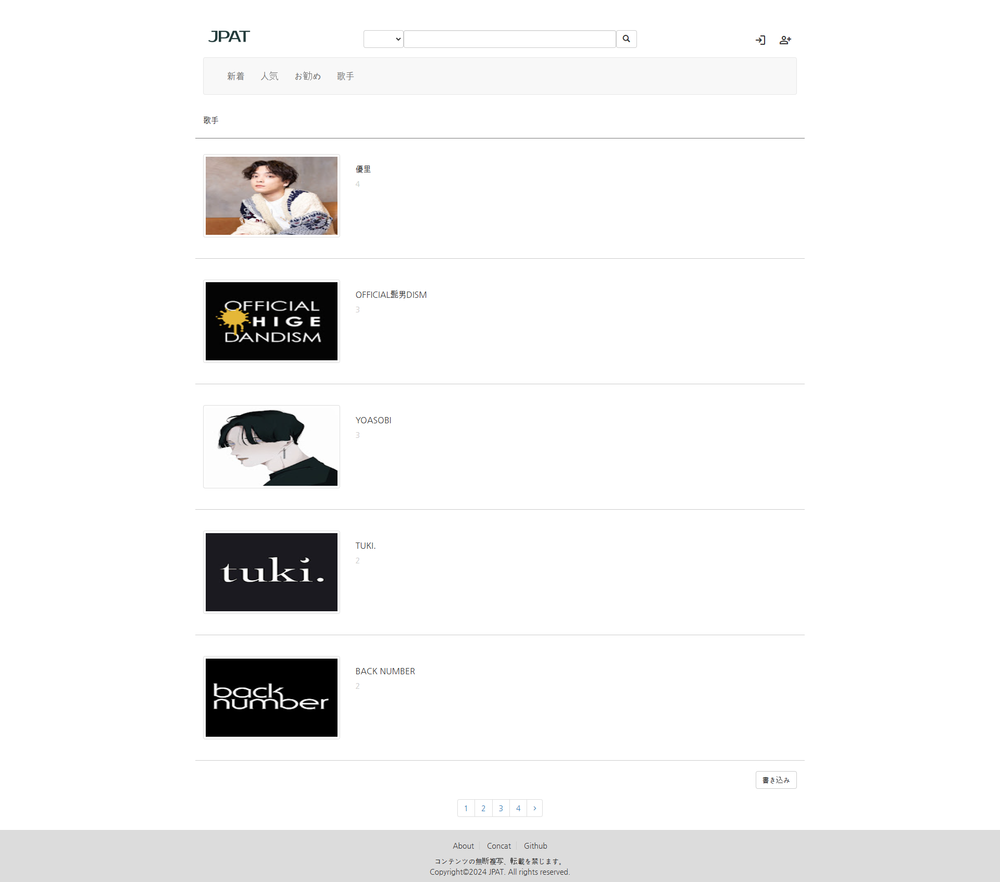 JPAT
新着 人気 お勧め 歌手
歌手
優里
4
OFFICIAL
HIGE
DANDISM
OFFICIAL髭男DISM
3
YOASOBI
3
tuki.
TUKI.
2
back
number
BACK NUMBER
2
書き込み
1 2 3 4 >
About Concat Github
コンテンツの無断複写、転載を禁じます。
Copyright©2024 JPAT. All rights reserved.